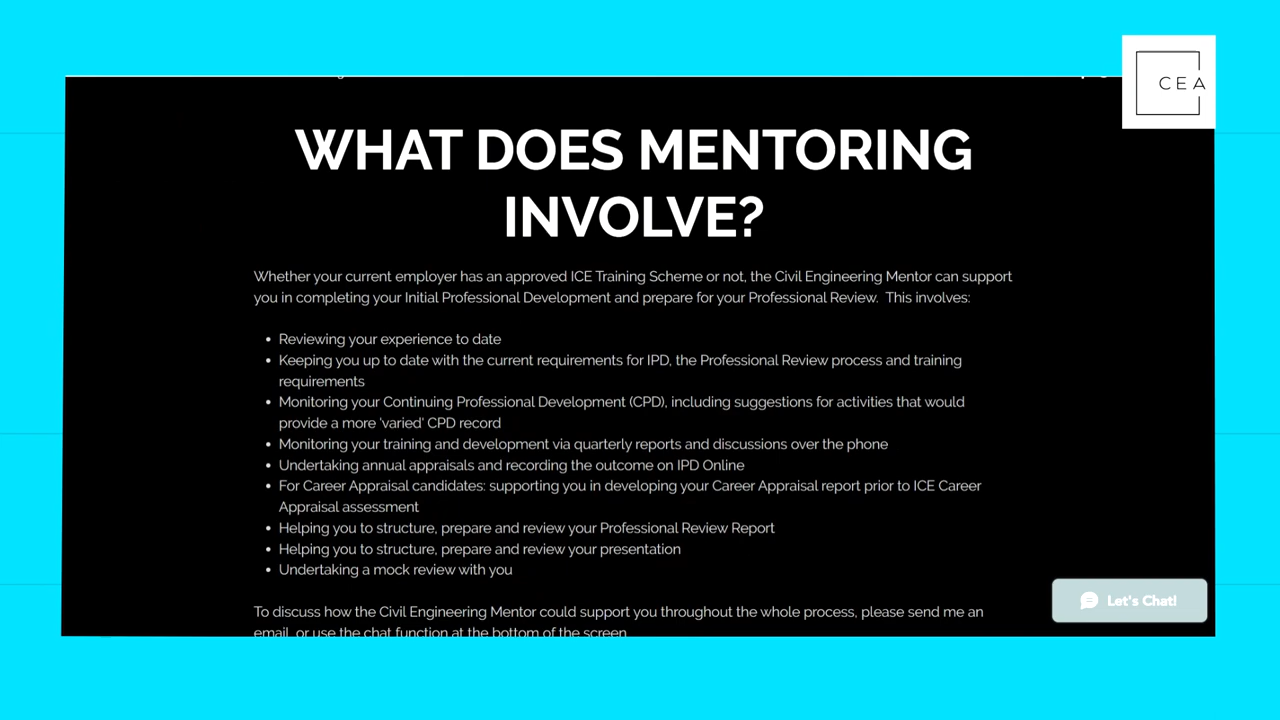 CEA
WHAT DOES MENTORING
INVOLVE?
Whether your current employer has an approved ICE Training Scheme or not, the Civil Engineering Mentor can support
you in completing your Initial Professional Development and prepare for your Professional Review. This involves:
• Reviewing your experience to date
• Keeping you up to date with the current requirements for IPD, the Professional Review process and training
requirements
• Monitoring your Continuing Professional Development (CPD), including suggestions for activities that would
provide a more 'varied' CPD record
• Monitoring your training and development via quarterly reports and discussions over the phone
• Undertaking annual appraisals and recording the outcome on IPD Online
• For Career Appraisal candidates: supporting you in developing your Career Appraisal report prior to ICE Career
Appraisal assessment
• Helping you to structure, prepare and review your Professional Review Report
• Helping you to structure, prepare and review your presentation
• Undertaking a mock review with you
To discuss how the Civil Engineering Mentor could support you throughout the whole process, please send me an
email, or use the chat function at the bottom of the screen
Let's Chat!